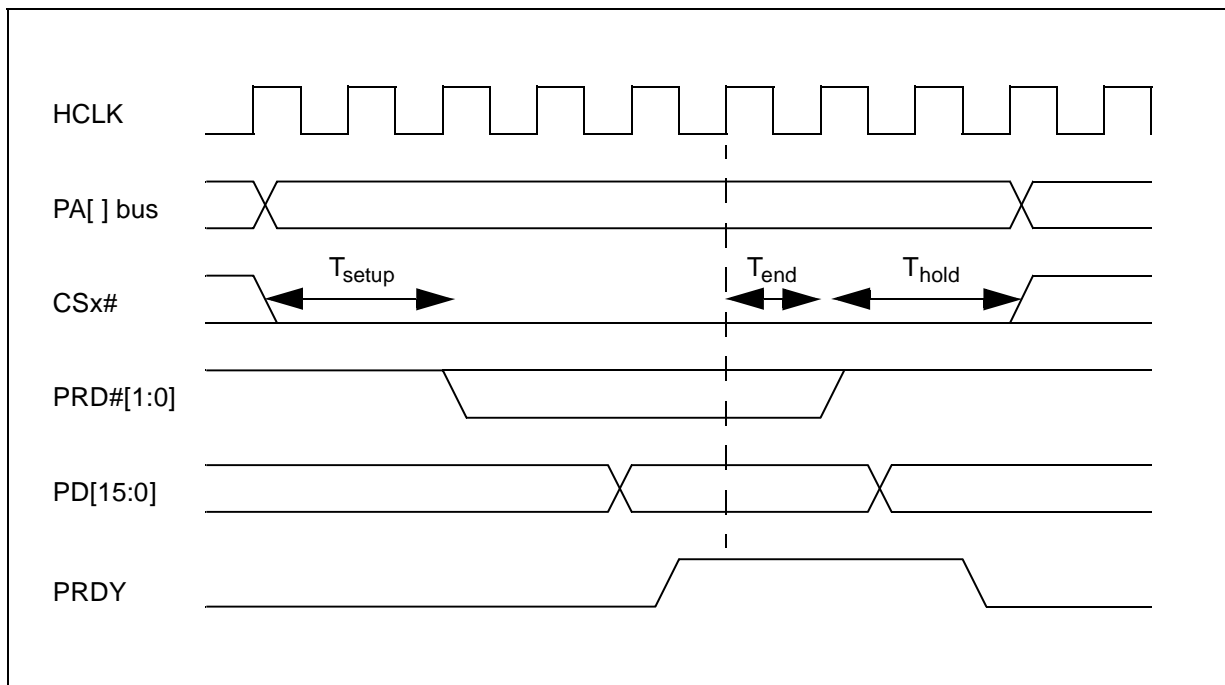 HCLK
PA[ ] bus
CSx#
Tsetup
Tend
Thold
PRD#[1:0]
PD[15:0]
PRDY